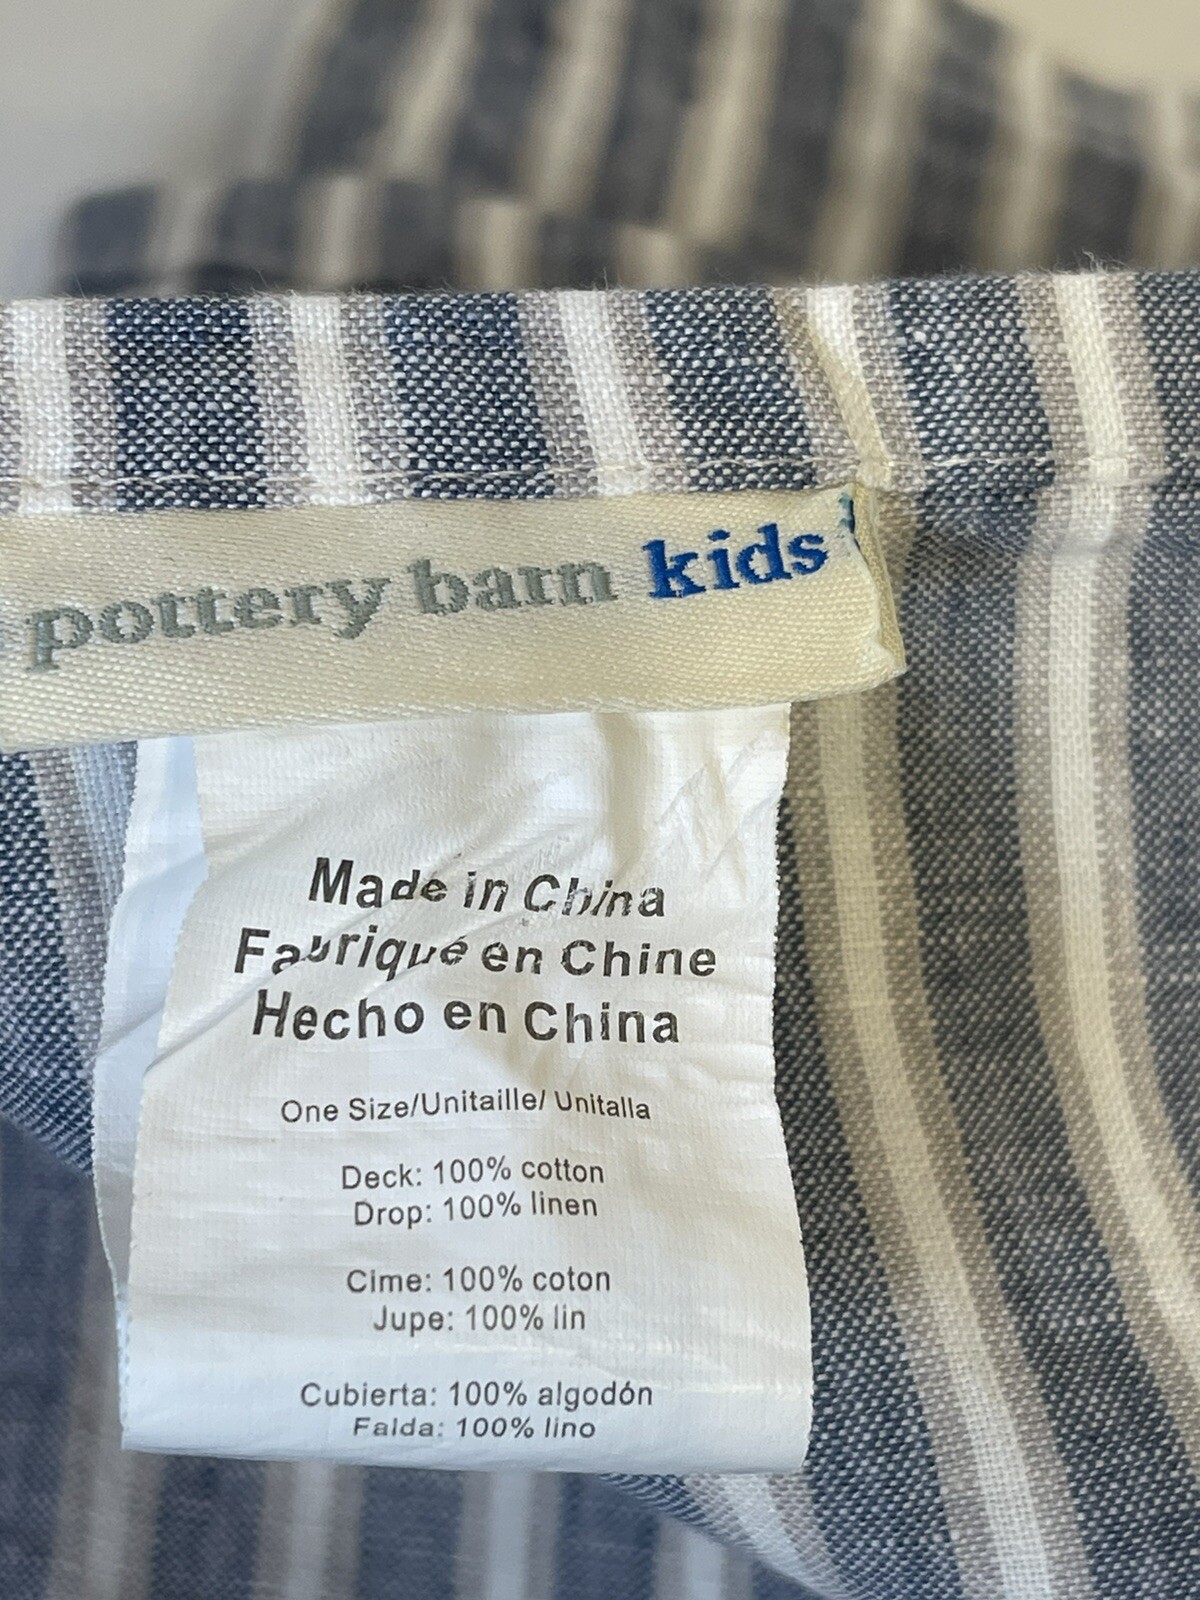 pottery barn kids
Made in China
Fabriqué en Chine
Hecho en China
One Size/Unitaille/ Unitalla
Deck: 100% cotton
Drop: 100% linen
Cime: 100% coton
Jupe: 100% lin
Cubierta: 100% algodón
Falda: 100% lino